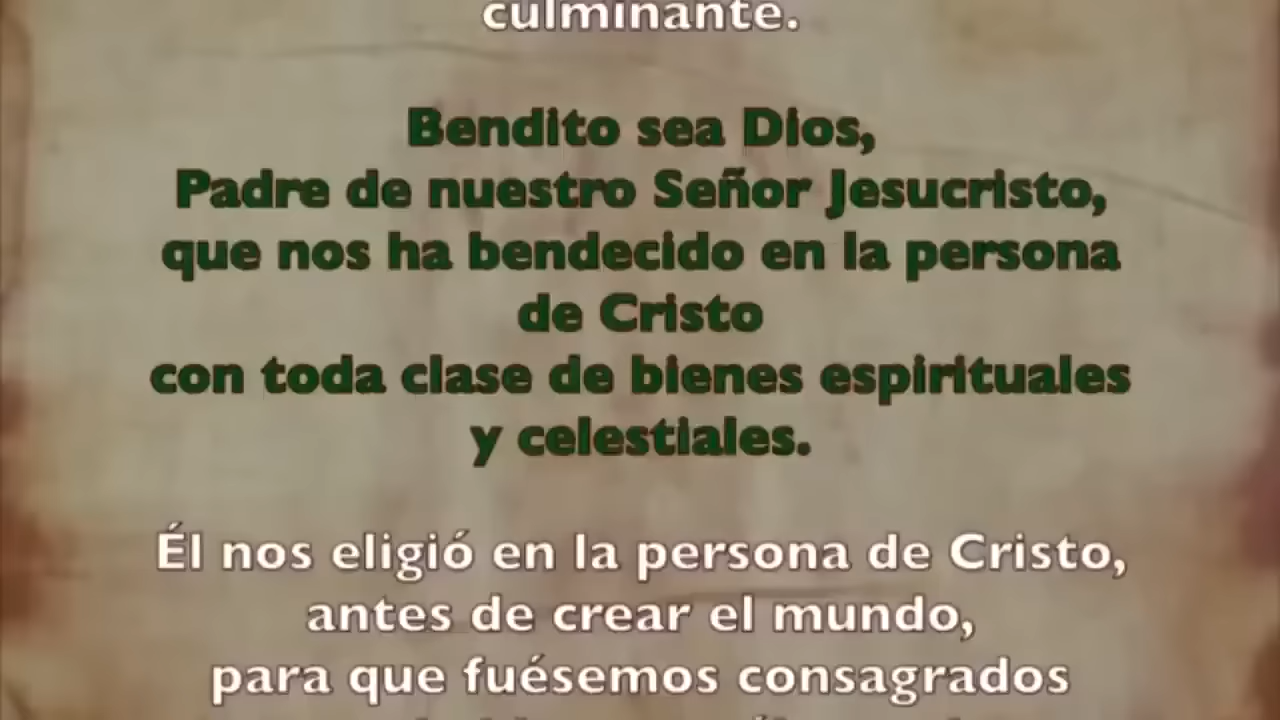 culminante.
Bendito sea Dios,
Padre de nuestro Señor Jesucristo,
que nos ha bendecido en la persona
de Cristo
con toda clase de bienes espirituales
y celestiales.
Él nos eligió en la persona de Cristo,
antes de crear el mundo,
para que fuésemos consagrados